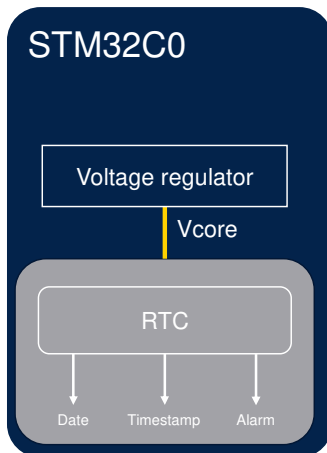 STM32C0
Voltage regulator
Vcore
RTC
Date Timestamp Alarm